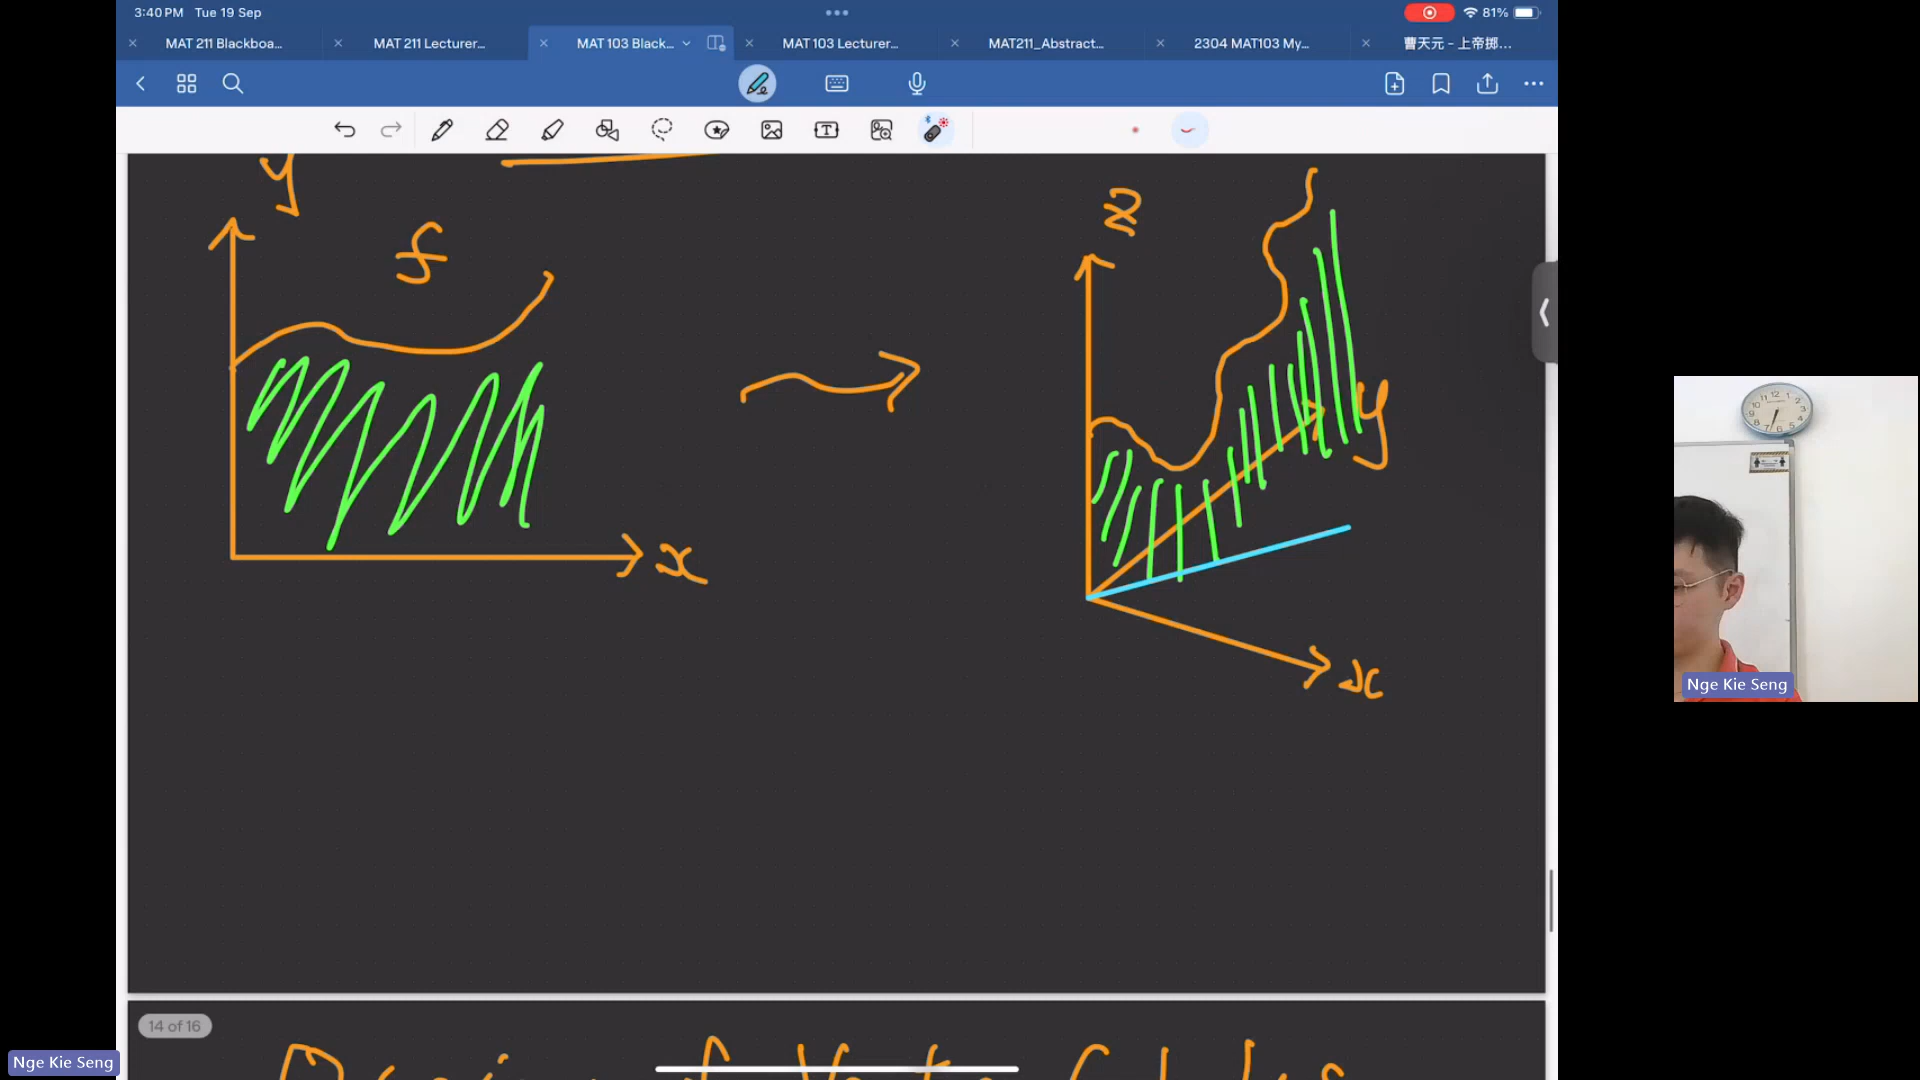 3:40 PM Tue 19 Sep
81%
MAT 211 Blackboa...
MAT 211 Lecturer...
MAT 103 Black...
MAT 103 Lecturer...
MAT211_Abstract...
2304 MAT103 My...
曹天元 - 上帝掷...
y
f
x
z
y
x
14 of 16
Nge Kie Seng
Nge Kie Seng